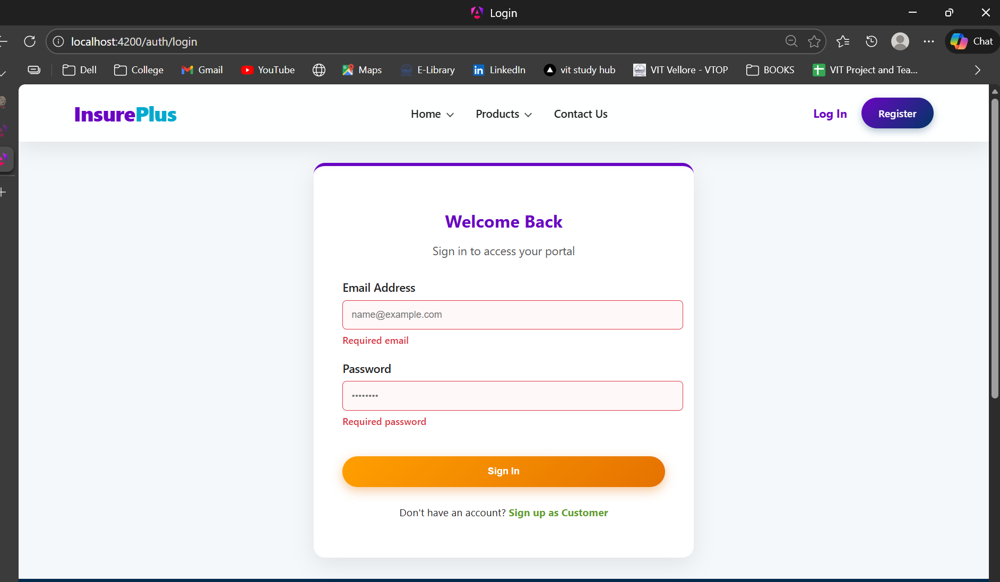 Login
localhost:4200/auth/login
Chat
Dell
College
Gmail
YouTube
Maps
E-Library
LinkedIn
vit study hub
VIT Vellore - VTOP
BOOKS
VIT Project and Tea...
InsurePlus
Home
Products
Contact Us
Log In
Register
Welcome Back
Sign in to access your portal
Email Address
name@example.com
Required email
Password
••••••••
Required password
Sign In
Don't have an account? Sign up as Customer